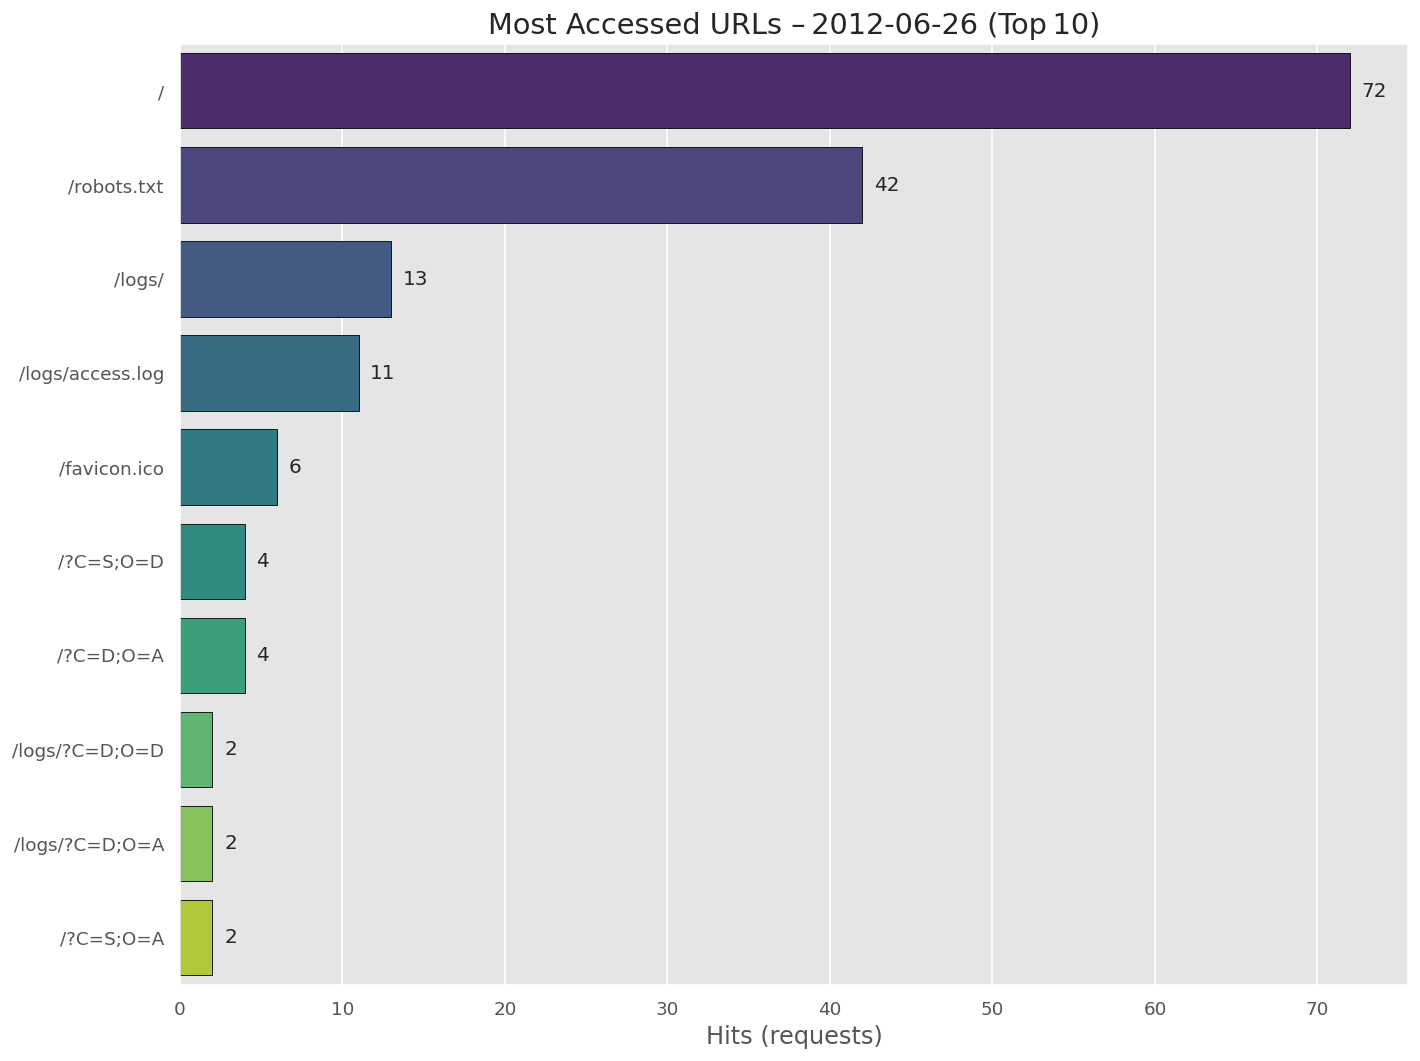 Most Accessed URLs – 2012-06-26 (Top 10)
/ 72
/robots.txt 42
/logs/ 13
/logs/access.log 11
/favicon.ico 6
/?C=S;O=D 4
/?C=D;O=A 4
/logs/?C=D;O=D 2
/logs/?C=D;O=A 2
/?C=S;O=A 2
0 10 20 30 40 50 60 70
Hits (requests)